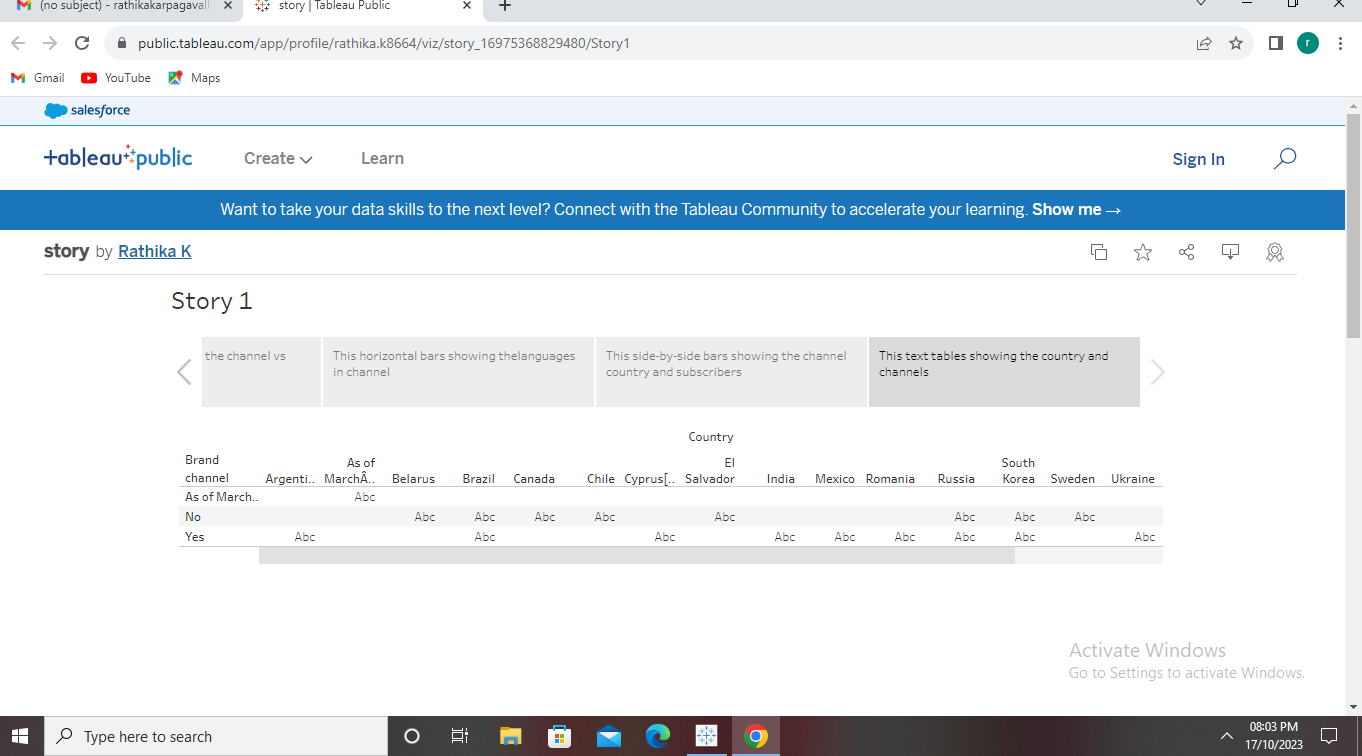 (no subject) - rathikakarpagavall
story | Tableau Public
public.tableau.com/app/profile/rathika.k8664/viz/story_16975368829480/Story1
r
Gmail YouTube Maps
salesforce
+ableau public
Create Learn
Sign In
Want to take your data skills to the next level? Connect with the Tableau Community to accelerate your learning. Show me →
story by Rathika K
Story 1
the channel vs
This horizontal bars showing thelanguages
in channel
This side-by-side bars showing the channel
country and subscribers
This text tables showing the country and
channels
Country
Brand
channel
Argenti.. As of MarchÂ.. Belarus Brazil Canada Chile Cyprus[.. El Salvador India Mexico Romania Russia South Korea Sweden Ukraine
As of March.. Abc
No Abc Abc Abc Abc Abc Abc Abc Abc
Yes Abc Abc Abc Abc Abc Abc Abc Abc Abc
Activate Windows
Go to Settings to activate Windows.
Type here to search
08:03 PM
17/10/2023